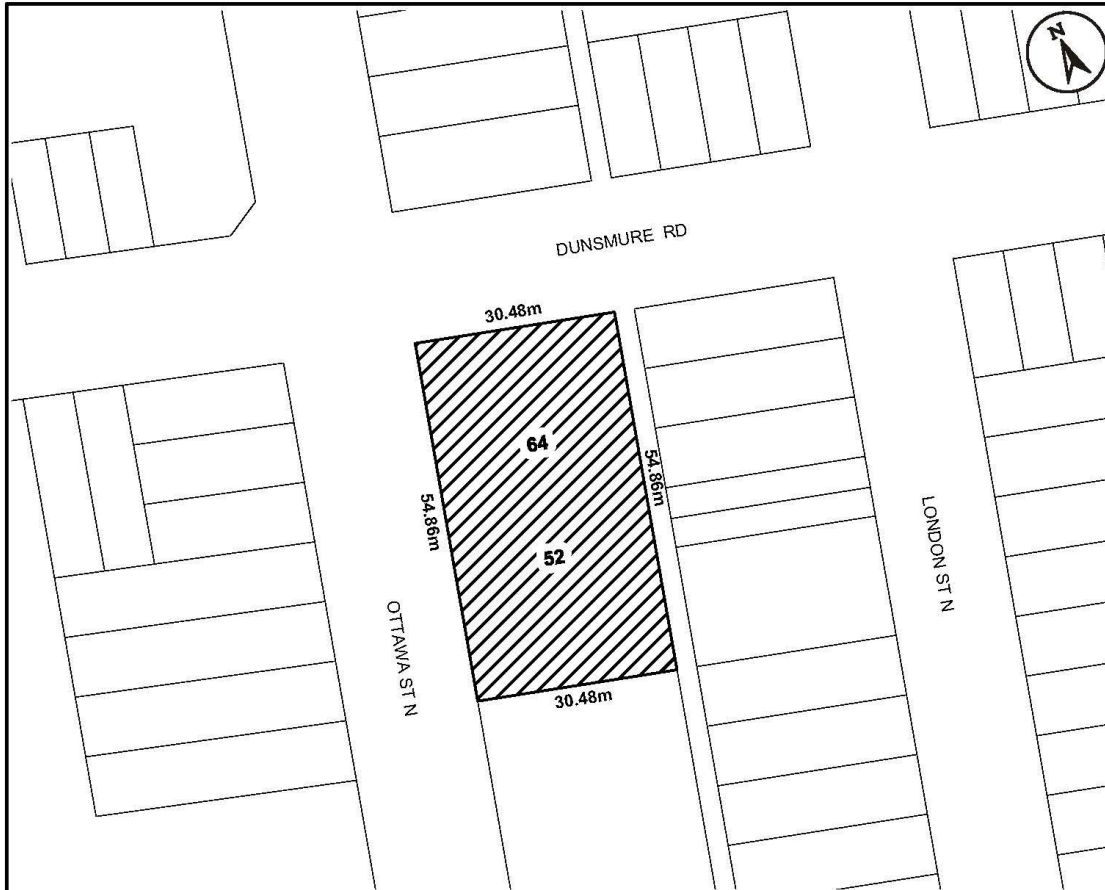 N
DUNSMURE RD
30.48m
64
54.86m
54.86m
52
LONDON ST N
OTTAWA ST N
30.48m